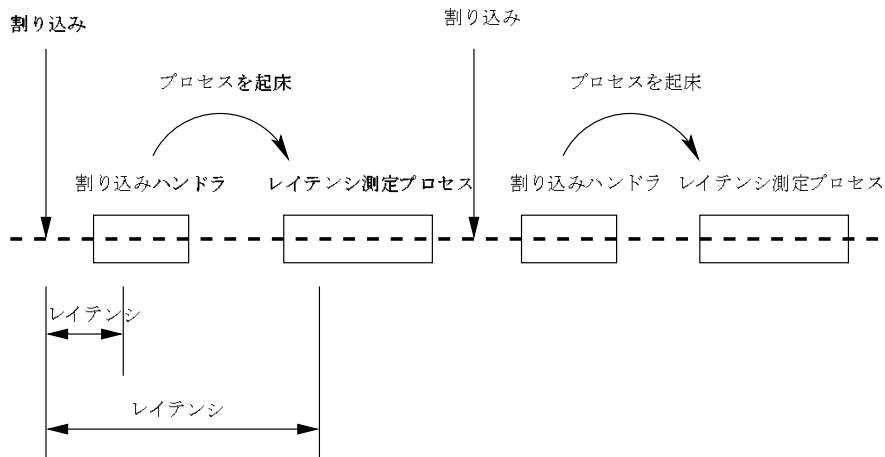 割り込み
割り込み
プロセスを起床
プロセスを起床
割り込みハンドラ
レイテンシ測定プロセス
割り込みハンドラ
レイテンシ測定プロセス
レイテンシ
レイテンシ